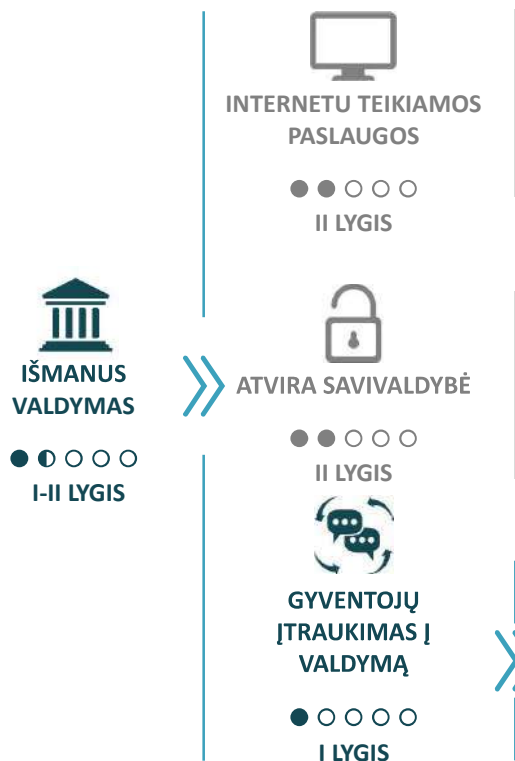 INTERNETU TEIKIAMOS
PASLAUGOS
II LYGIS
IŠMANUS
VALDYMAS
I-II LYGIS
ATVIRA SAVIVALDYBĖ
II LYGIS
GYVENTOJŲ
ĮTRAUKIMAS Į
VALDYMĄ
I LYGIS